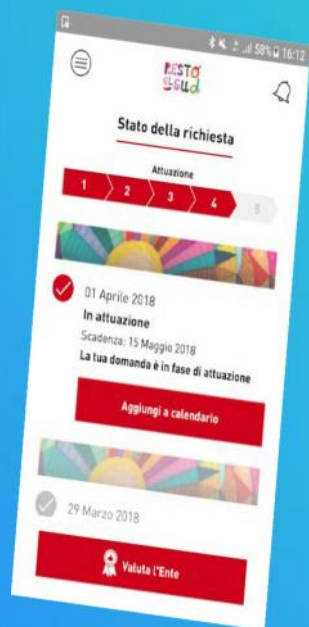 58% 16:12
RESTO
al SUD
Stato della richiesta
Attuazione
1 2 3 4 5
01 Aprile 2018
In attuazione
Scadenza: 15 Maggio 2018
La tua domanda è in fase di attuazione
Aggiungi a calendario
29 Marzo 2018
Valuta l'Ente